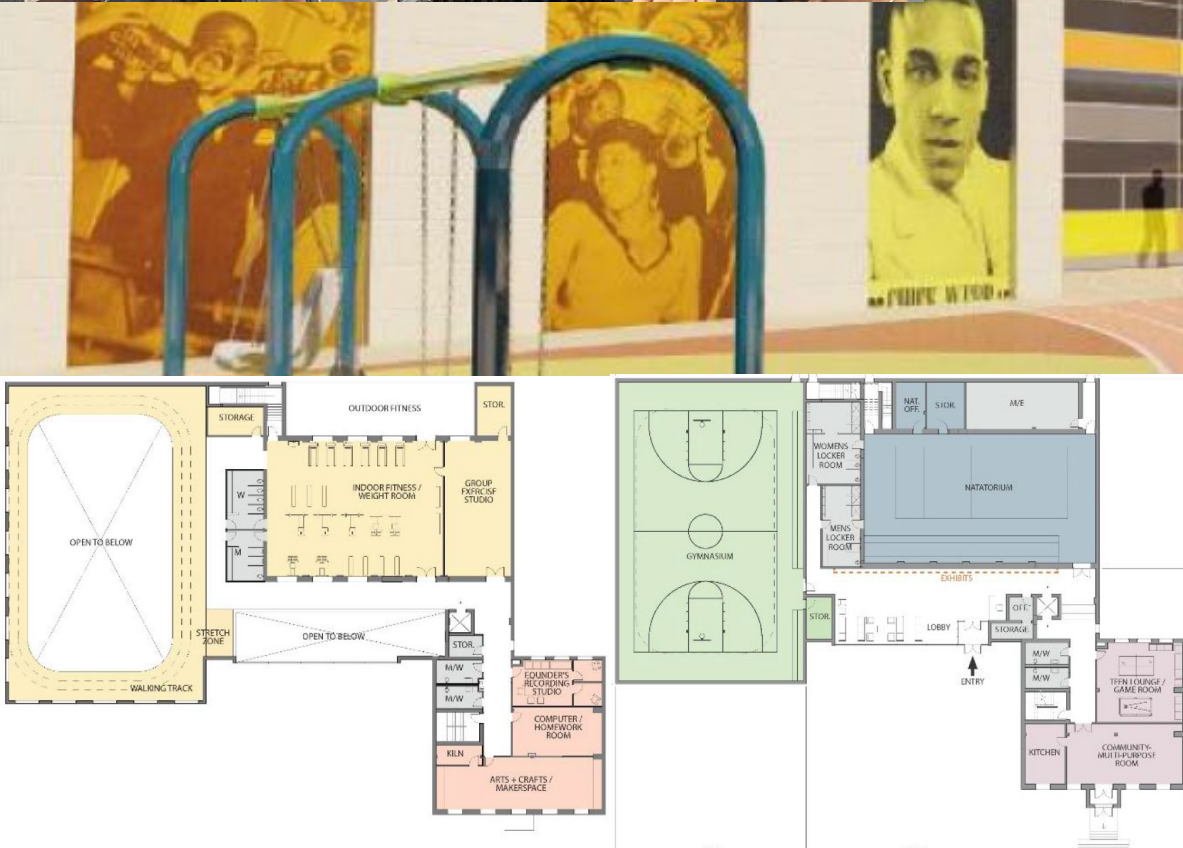 STORAGE
OUTDOOR FITNESS
STOR.
W
M
INDOOR FITNESS /
WEIGHT ROOM
GROUP
EXERCISE
STUDIO
OPEN TO BELOW
STRETCH
ZONE
OPEN TO BELOW
WALKING TRACK
STOR.
M/W
M/W
FOUNDER'S
RECORDING
STUDIO
COMPUTER /
HOMEWORK
ROOM
KILN
ARTS + CRAFTS /
MAKERSPACE
NAT.
OFF.
STOR.
M/E
WOMENS
LOCKER
ROOM
MENS
LOCKER
ROOM
NATATORIUM
GYMNASIUM
EXHIBITS
STOR.
LOBBY
OFF.
STORAGE
ENTRY
M/W
M/W
TEEN LOUNGE /
GAME ROOM
KITCHEN
COMMUNITY-
MULTI-PURPOSE
ROOM